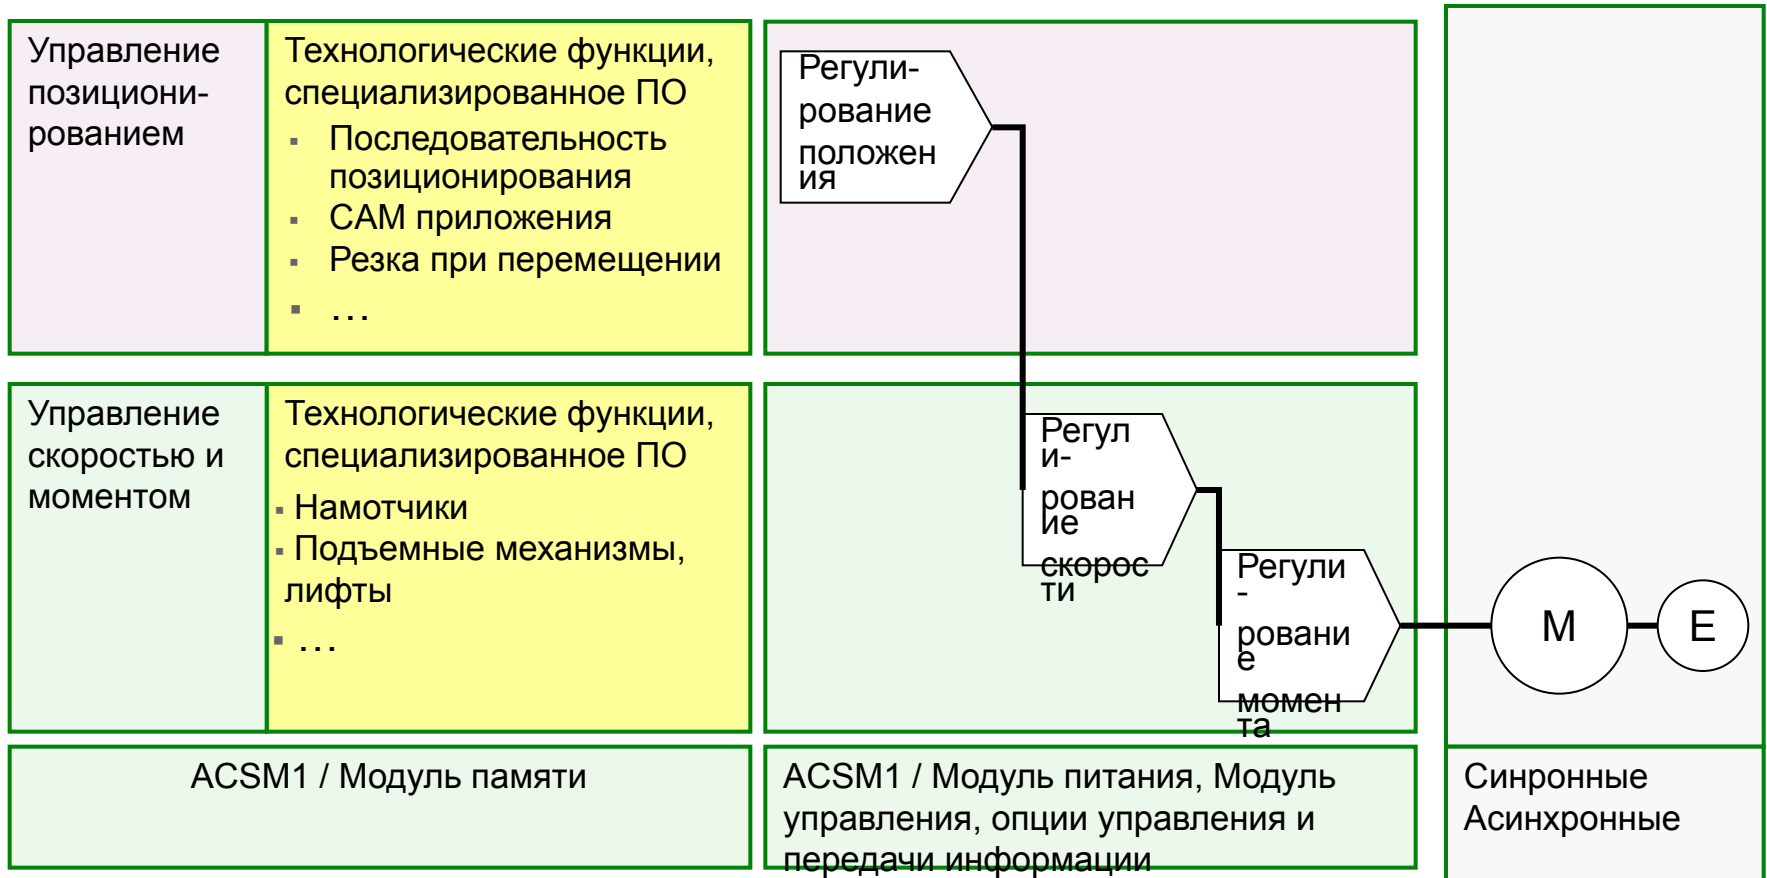 Управление
позициони-
рованием
Технологические функции,
специализированное ПО
▪ Последовательность
позиционирования
▪ САМ приложения
▪ Резка при перемещении
▪ …
Регули-
рование
положен
ия
Управление
скоростью и
моментом
Технологические функции,
специализированное ПО
▪ Намотчики
▪ Подъемные механизмы,
лифты
▪ …
Регул
и-
рован
ие
скорос
ти
Регули
-
ровани
е
момен
та
M
E
ACSM1 / Модуль памяти
ACSM1 / Модуль питания, Модуль
управления, опции управления и
передачи информации
Синронные
Асинхронные